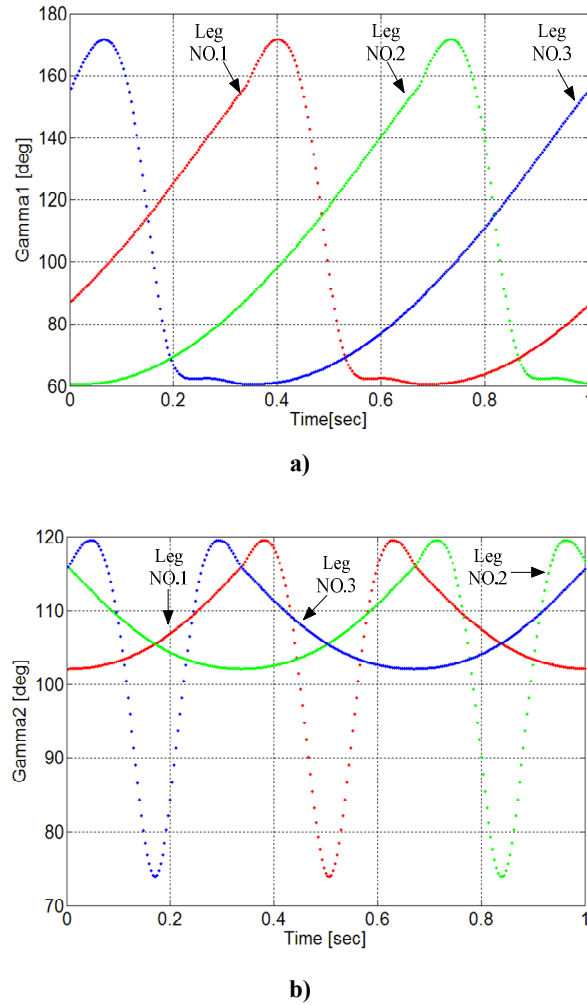 Leg
NO.1
Leg
NO.2
Leg
NO.3
180
160
140
120
100
80
60
Gamma1 [deg]
0
0.2
0.4
0.6
0.8
1
Time[sec]
a)
120
110
100
90
80
70
Gamma2 [deg]
Leg
NO.1
Leg
NO.3
Leg
NO.2
0
0.2
0.4
0.6
0.8
1
Time [sec]
b)